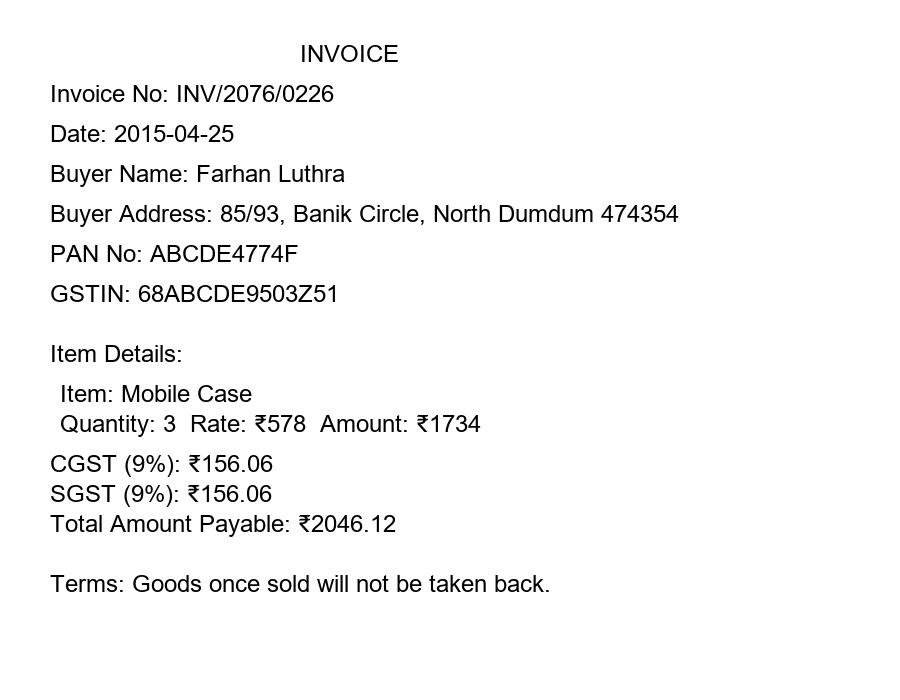 INVOICE
Invoice No: INV/2076/0226
Date: 2015-04-25
Buyer Name: Farhan Luthra
Buyer Address: 85/93, Banik Circle, North Dumdum 474354
PAN No: ABCDE4774F
GSTIN: 68ABCDE9503Z51
Item Details:
Item: Mobile Case
Quantity: 3  Rate: ₹578  Amount: ₹1734
CGST (9%): ₹156.06
SGST (9%): ₹156.06
Total Amount Payable: ₹2046.12
Terms: Goods once sold will not be taken back.